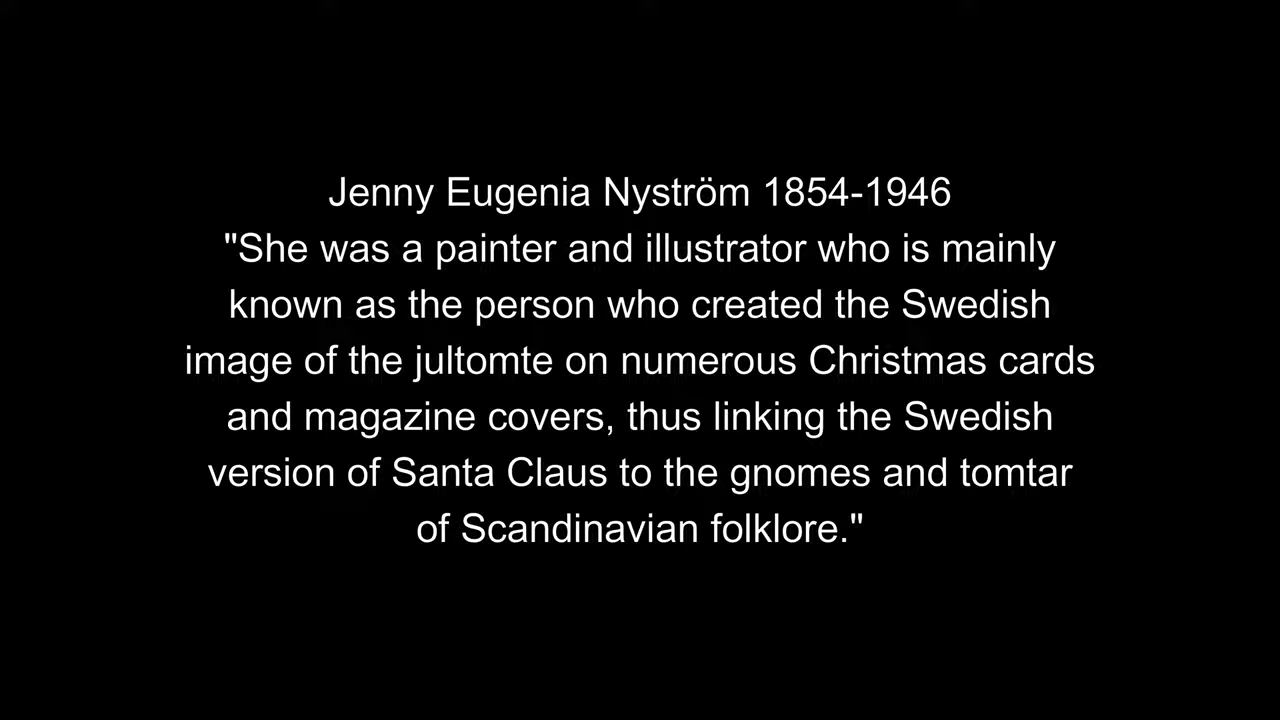 Jenny Eugenia Nyström 1854-1946
"She was a painter and illustrator who is mainly
known as the person who created the Swedish
image of the jultomte on numerous Christmas cards
and magazine covers, thus linking the Swedish
version of Santa Claus to the gnomes and tomtar
of Scandinavian folklore."